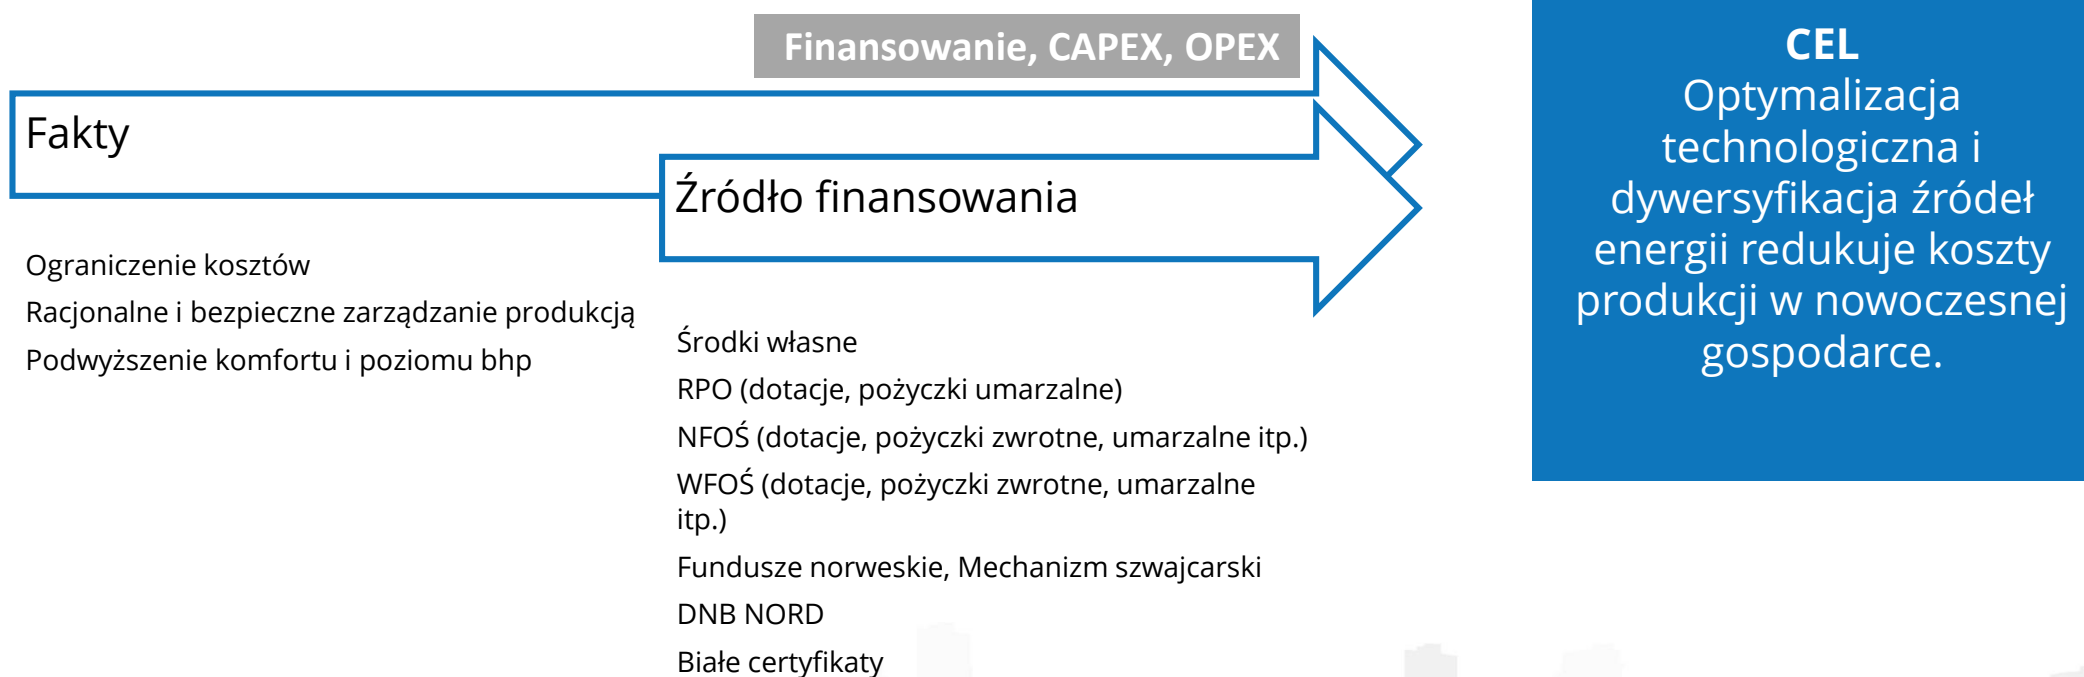 Finansowanie, CAPEX, OPEX
Fakty
Ograniczenie kosztów
Racjonalne i bezpieczne zarządzanie produkcją
Podwyższenie komfortu i poziomu bhp
Źródło finansowania
Środki własne
RPO (dotacje, pożyczki umarzalne)
NFOŚ (dotacje, pożyczki zwrotne, umarzalne itp.)
WFOŚ (dotacje, pożyczki zwrotne, umarzalne
itp.)
Fundusze norweskie, Mechanizm szwajcarski
DNB NORD
Białe certyfikaty
CEL
Optymalizacja
technologiczna i
dywersyfikacja źródeł
energii redukuje koszty
produkcji w nowoczesnej
gospodarce.